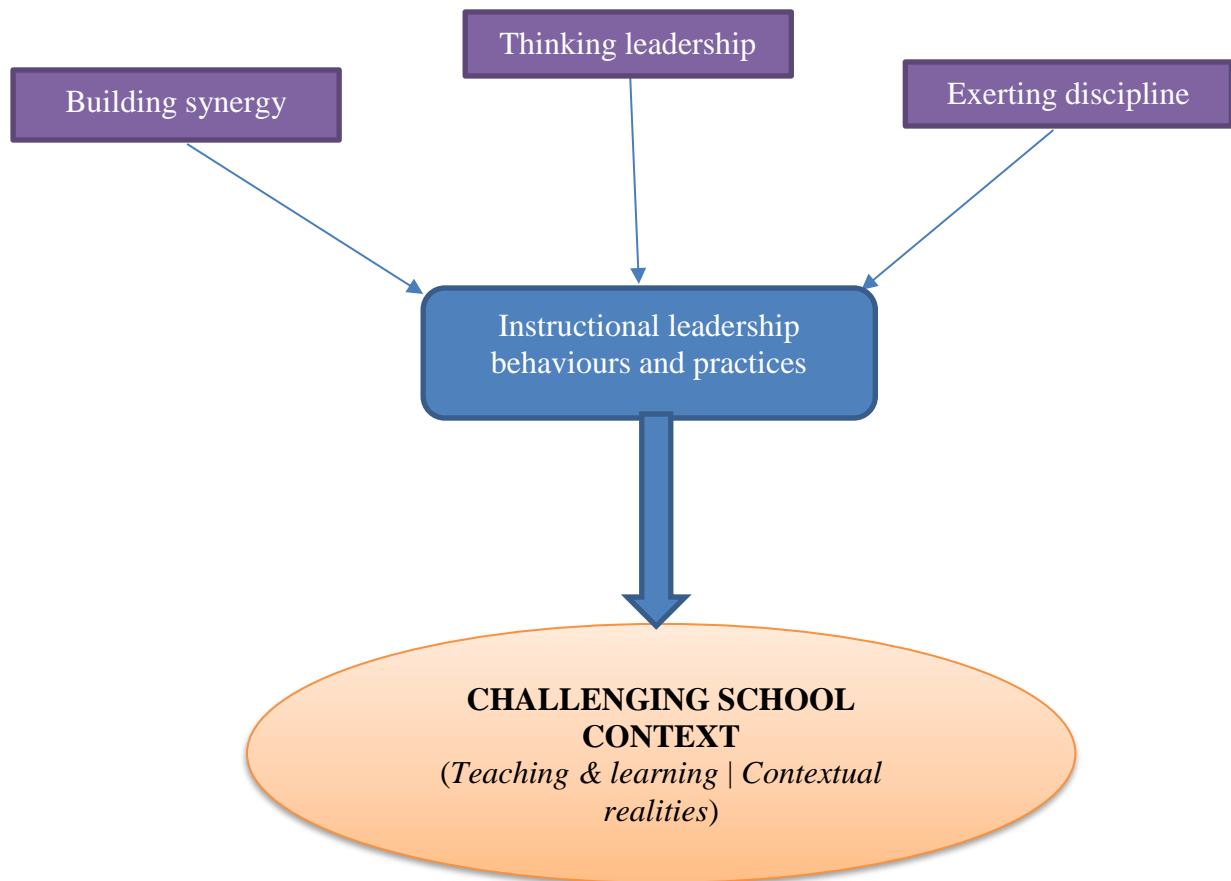 Thinking leadership
Building synergy
Exerting discipline
Instructional leadership
behaviours and practices
CHALLENGING SCHOOL
CONTEXT
(Teaching & learning | Contextual
realities)